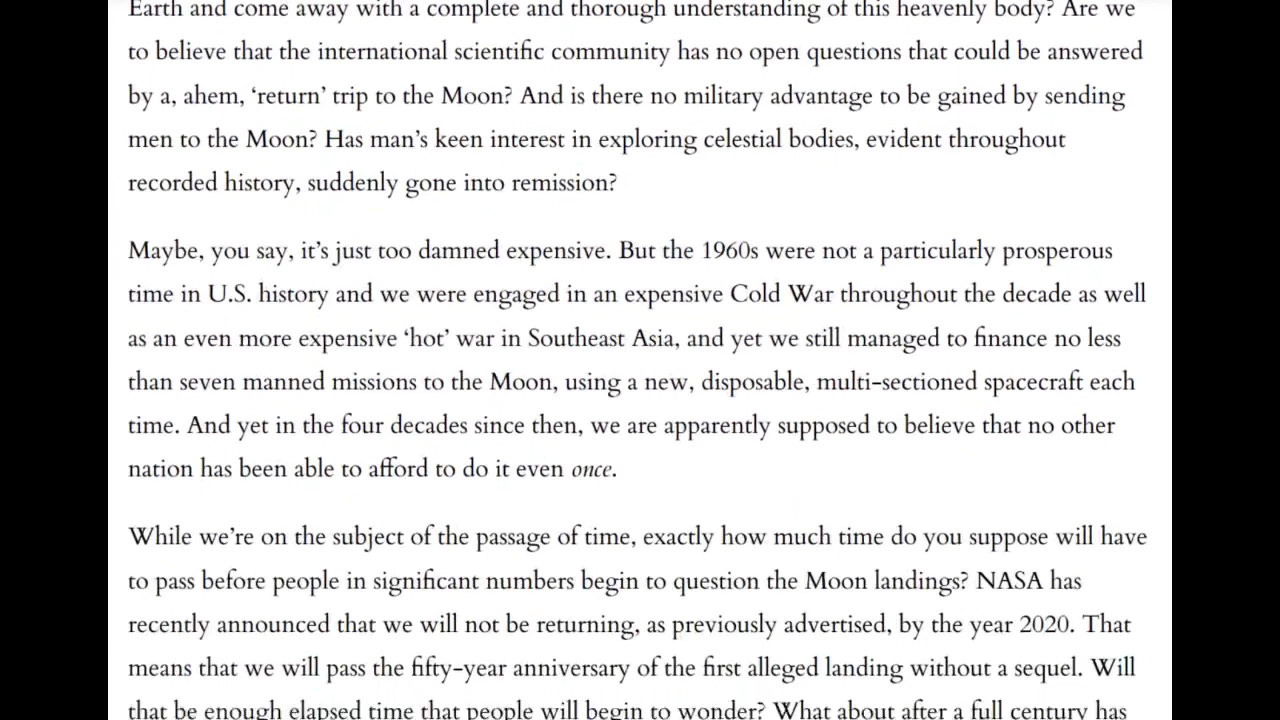 Earth and come away with a complete and thorough understanding of this heavenly body? Are we
to believe that the international scientific community has no open questions that could be answered
by a, ahem, ‘return’ trip to the Moon? And is there no military advantage to be gained by sending
men to the Moon? Has man’s keen interest in exploring celestial bodies, evident throughout
recorded history, suddenly gone into remission?
Maybe, you say, it’s just too damned expensive. But the 1960s were not a particularly prosperous
time in U.S. history and we were engaged in an expensive Cold War throughout the decade as well
as an even more expensive ‘hot’ war in Southeast Asia, and yet we still managed to finance no less
than seven manned missions to the Moon, using a new, disposable, multi-sectioned spacecraft each
time. And yet in the four decades since then, we are apparently supposed to believe that no other
nation has been able to afford to do it even once.
While we’re on the subject of the passage of time, exactly how much time do you suppose will have
to pass before people in significant numbers begin to question the Moon landings? NASA has
recently announced that we will not be returning, as previously advertised, by the year 2020. That
means that we will pass the fifty-year anniversary of the first alleged landing without a sequel. Will
that be enough elapsed time that people will begin to wonder? What about after a full century has